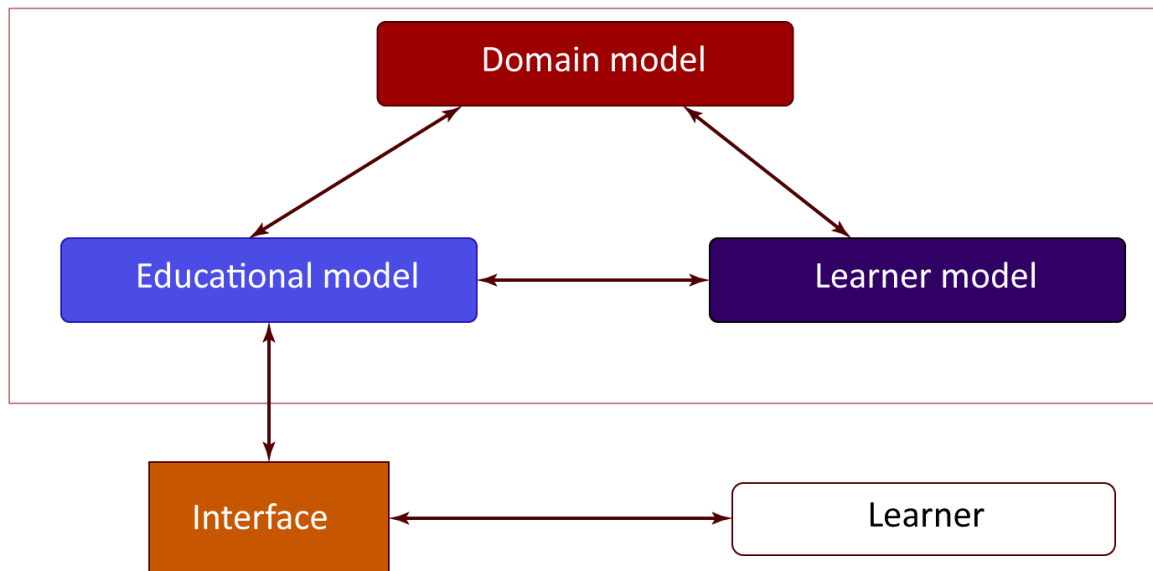 Domain model
Educational model
Learner model
Interface
Learner